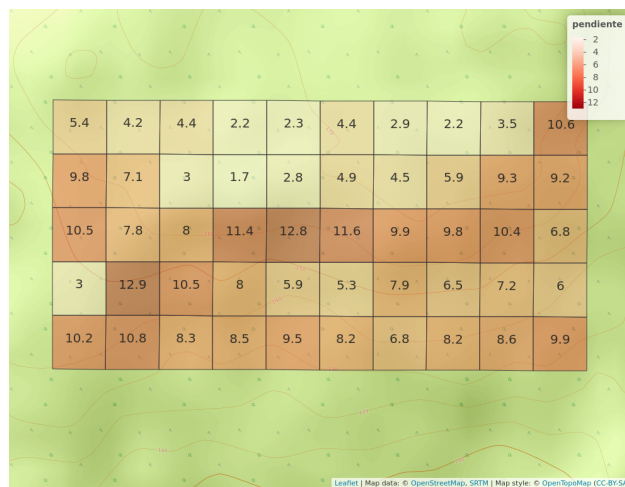 pendiente
2
4
6
8
10
12
5.4 4.2 4.4 2.2 2.3 4.4 2.9 2.2 3.5 10.6
9.8 7.1 3 1.7 2.8 4.9 4.5 5.9 9.3 9.2
10.5 7.8 8 11.4 12.8 11.6 9.9 9.8 10.4 6.8
3 12.9 10.5 8 5.9 5.3 7.9 6.5 7.2 6
10.2 10.8 8.3 8.5 9.5 8.2 6.8 8.2 8.6 9.9
Leaflet | Map data: © OpenStreetMap, SRTM | Map style: © OpenTopoMap (CC-BY-SA